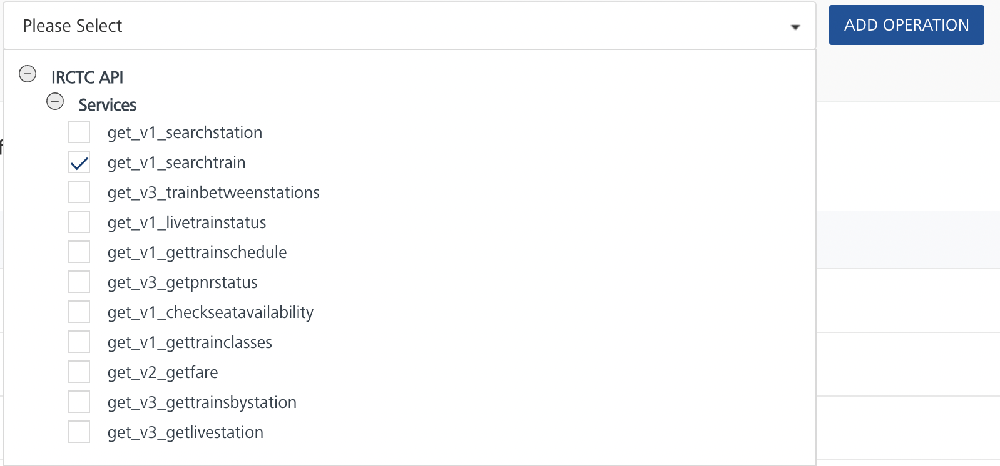 Please Select
ADD OPERATION
IRCTC API
Services
get_v1_searchstation
get_v1_searchtrain
get_v3_trainbetweenstations
get_v1_livetrainstatus
get_v1_gettrainschedule
get_v3_getpnrstatus
get_v1_checkseatavailability
get_v1_gettrainclasses
get_v2_getfare
get_v3_gettrainsbystation
get_v3_getlivestation